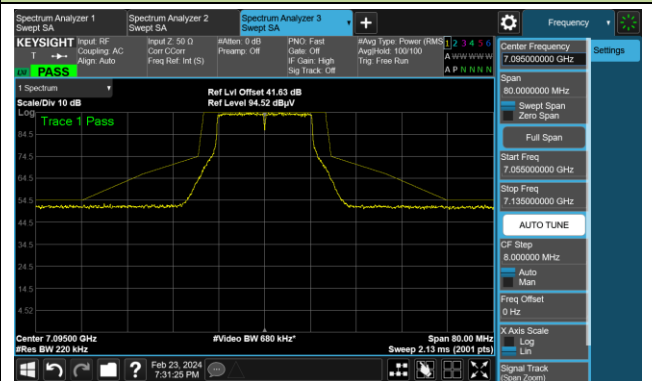 Spectrum Analyzer 1
Swept SA
Spectrum Analyzer 2
Swept SA
Spectrum Analyzer 3
Swept SA
Frequency
KEYSIGHT
Input: RF
Coupling: AC
Align: Auto
Input Z: 50 Ω
Corr CCorr
Freq Ref: Int (S)
#Atten: 0 dB
Preamp: Off
PNO: Fast
Gate: Off
IF Gain: High
Sig Track: Off
#Avg Type: Power (RMS
Avg|Hold: 100/100
Trig: Free Run
1 2 3 4 5 6
A W W W W W
A P N N N N
T
PASS
1 Spectrum
Scale/Div 10 dB
Ref Lvl Offset 41.63 dB
Ref Level 94.52 dBµV
Log
Trace 1 Pass
84.5
74.5
64.5
54.5
44.5
34.5
24.5
14.5
4.52
Center 7.09500 GHz
#Res BW 220 kHz
#Video BW 680 kHz*
Span 80.00 MHz
Sweep 2.13 ms (2001 pts)
Center Frequency
7.095000000 GHz
Settings
Span
80.0000000 MHz
Swept Span
Zero Span
Full Span
Start Freq
7.055000000 GHz
Stop Freq
7.135000000 GHz
AUTO TUNE
CF Step
8.000000 MHz
Auto
Man
Freq Offset
0 Hz
X Axis Scale
Log
Lin
Signal Track
(Span Zoom)
?
Feb 23, 2024
7:31:25 PM